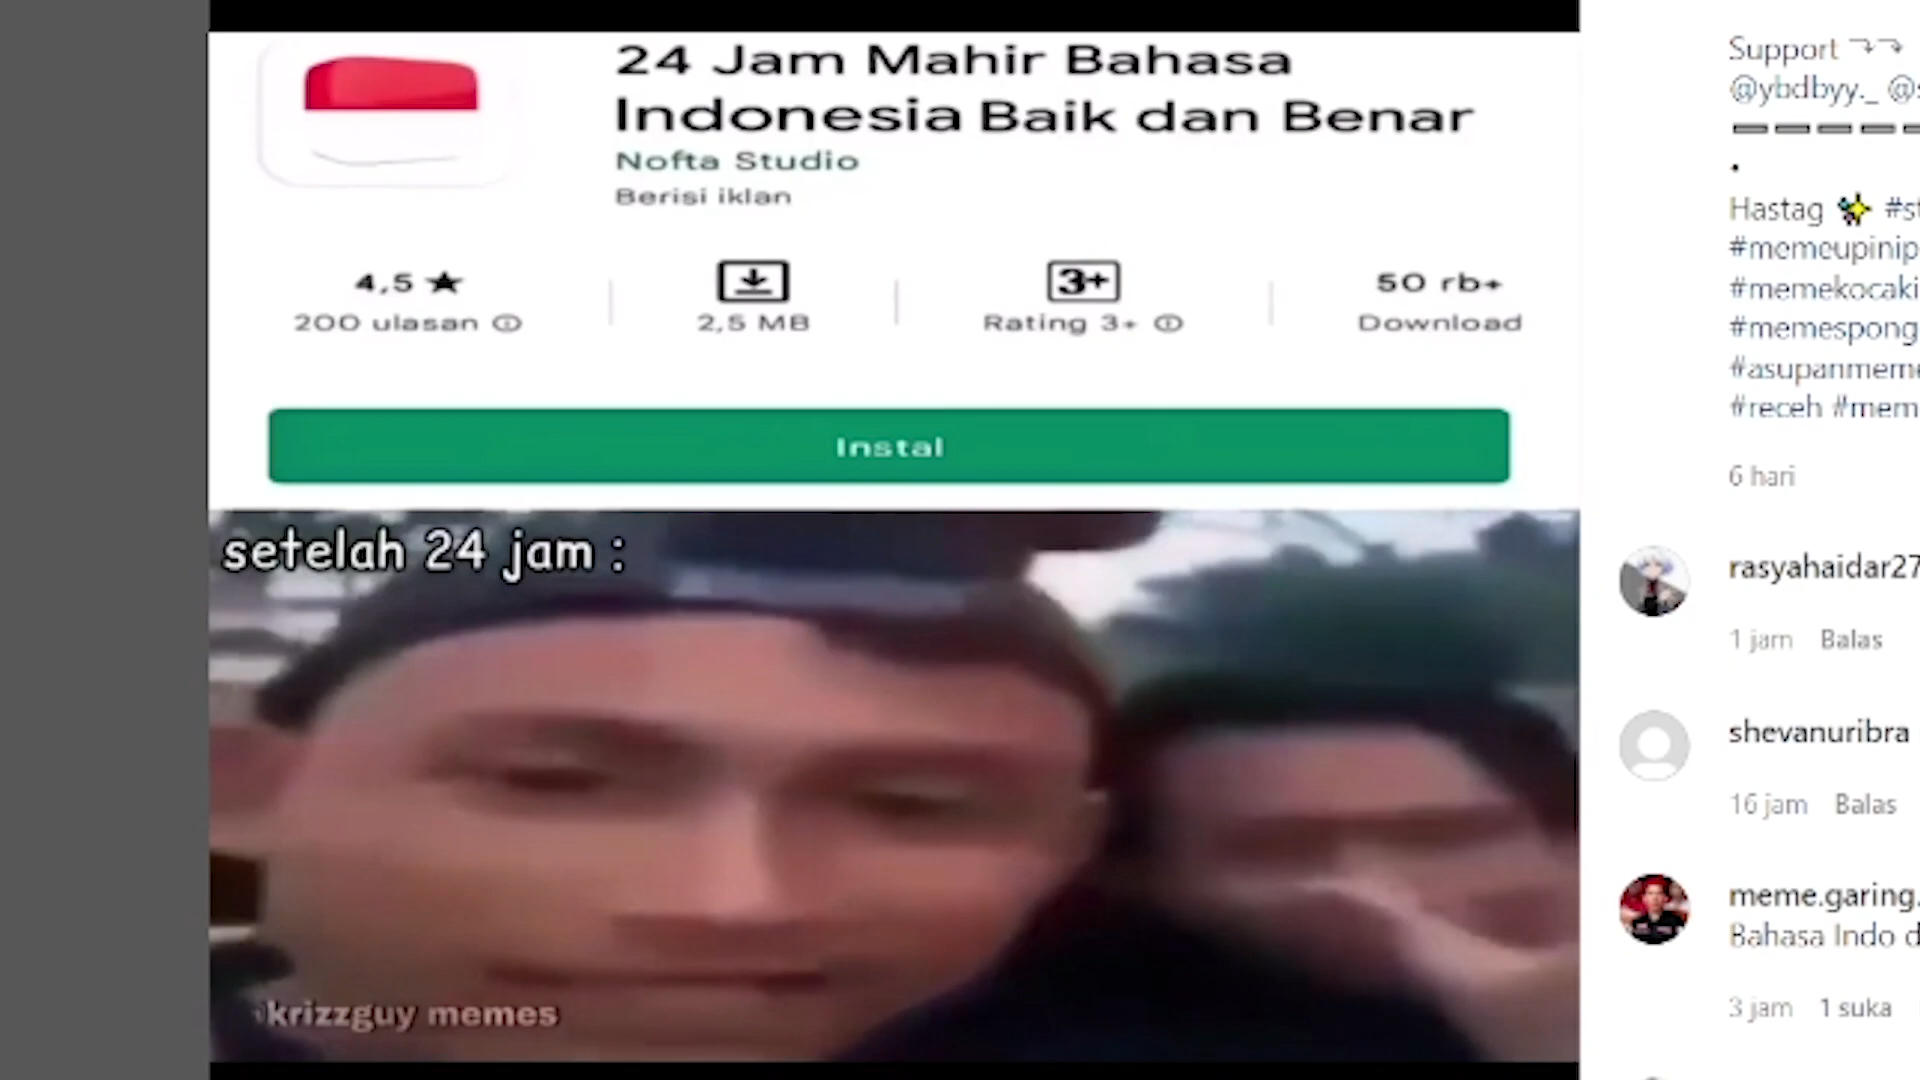 24 Jam Mahir Bahasa
Indonesia Baik dan Benar
Nofta Studio
Berisi iklan
4,5 ★
200 ulasan
2,5 MB
3+
Rating 3+
50 rb+
Download
Instal
setelah 24 jam :
krizzguy memes
Support
@ybdbyy._
Hastag ✨
#memeupinip
#memekocaki
#memespong
#asupanmeme
#receh #mem
6 hari
rasyahaidar27
1 jam Balas
shevanuribra
16 jam Balas
meme.garing.
Bahasa Indo d
3 jam 1 suka